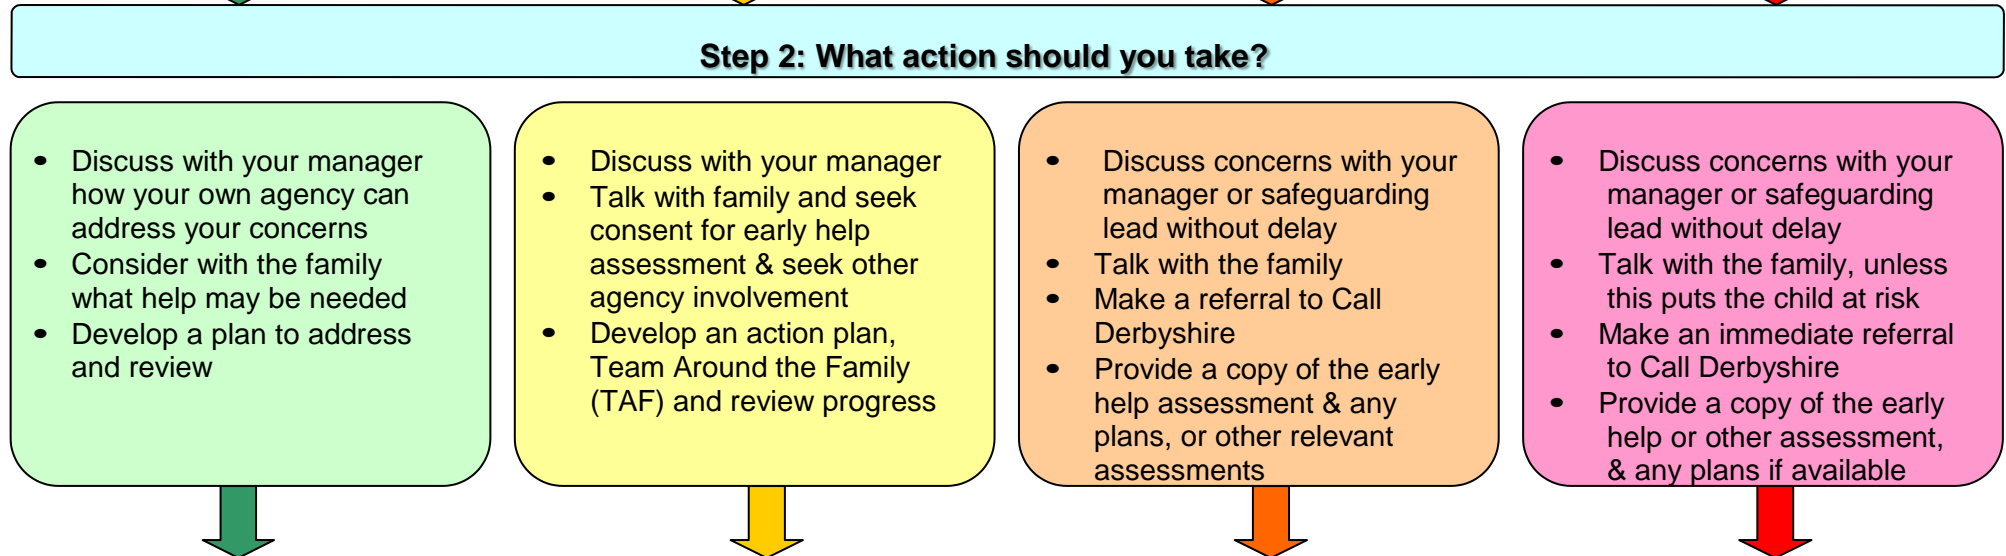 Step 2: What action should you take?
• Discuss with your manager
how your own agency can
address your concerns
• Consider with the family
what help may be needed
• Develop a plan to address
and review
• Discuss with your manager
• Talk with family and seek
consent for early help
assessment & seek other
agency involvement
• Develop an action plan,
Team Around the Family
(TAF) and review progress
• Discuss concerns with your
manager or safeguarding
lead without delay
• Talk with the family
• Make a referral to Call
Derbyshire
• Provide a copy of the early
help assessment & any
plans, or other relevant
assessments
• Discuss concerns with your
manager or safeguarding
lead without delay
• Talk with the family, unless
this puts the child at risk
• Make an immediate referral
to Call Derbyshire
• Provide a copy of the early
help or other assessment,
& any plans if available